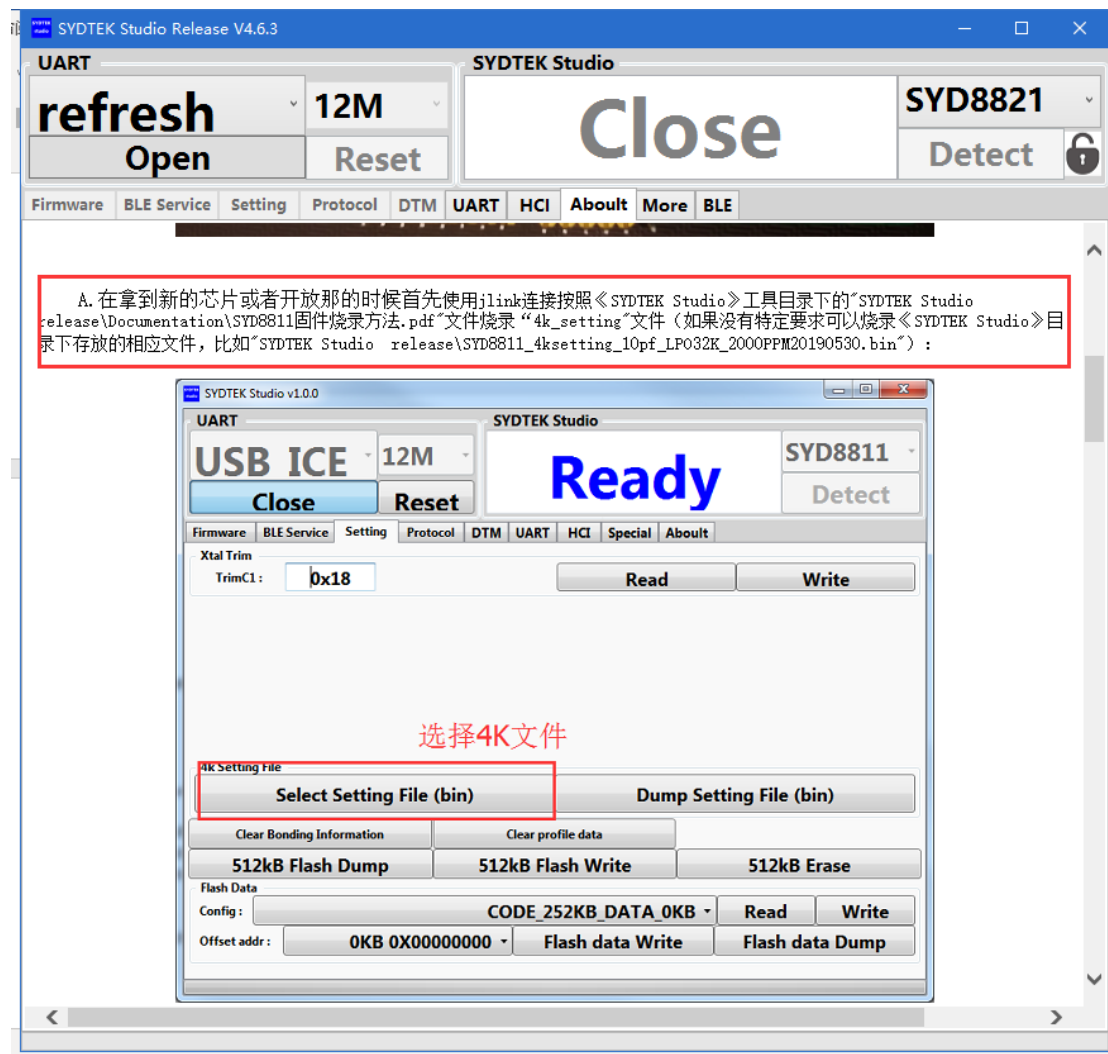 SYDTEK Studio Release V4.6.3
UART
SYDTEK Studio
refresh
12M
Close
SYD8821
Open
Reset
Detect
Firmware BLE Service Setting Protocol DTM UART HCI Aboult More BLE
A.在拿到新的芯片或者开放那的时候首先使用jlink连接按照《SYDTEK Studio》工具目录下的"SYDTEK Studio
release\Documentation\SYD8811固件烧录方法.pdf"文件烧录"4k_setting"文件（如果没有特定要求可以烧录《SYDTEK Studio》目
录下存放的相应文件，比如"SYDTEK Studio release\SYD8811_4ksetting_10pf_LPO32K_2000PPM20190530.bin"）:
SYDTEK Studio v1.0.0
UART
SYDTEK Studio
USB ICE
12M
Ready
SYD8811
Close
Reset
Detect
Firmware BLE Service Setting Protocol DTM UART HCI Special Aboult
Xtal Trim
TrimC1: 0x18 Read Write
选择4K文件
4k Setting File
Select Setting File (bin) Dump Setting File (bin)
Clear Bonding Information Clear profile data
512kB Flash Dump 512kB Flash Write 512kB Erase
Flash Data
Config: CODE_252KB_DATA_0KB Read Write
Offset addr: 0KB 0X00000000 Flash data Write Flash data Dump